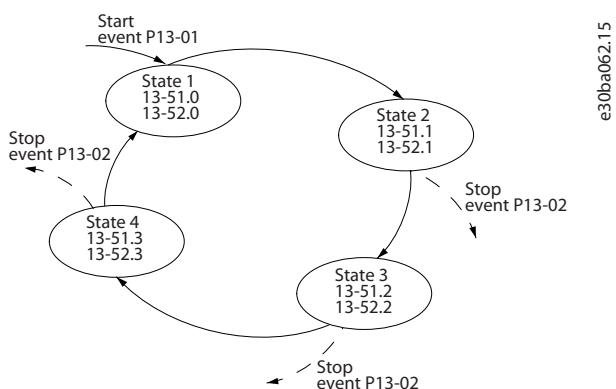 Start
event P13-01
State 1
13-51.0
13-52.0
State 2
13-51.1
13-52.1
Stop
event P13-02
Stop
event P13-02
State 4
13-51.3
13-52.3
State 3
13-51.2
13-52.2
Stop
event P13-02
e30ba062.15